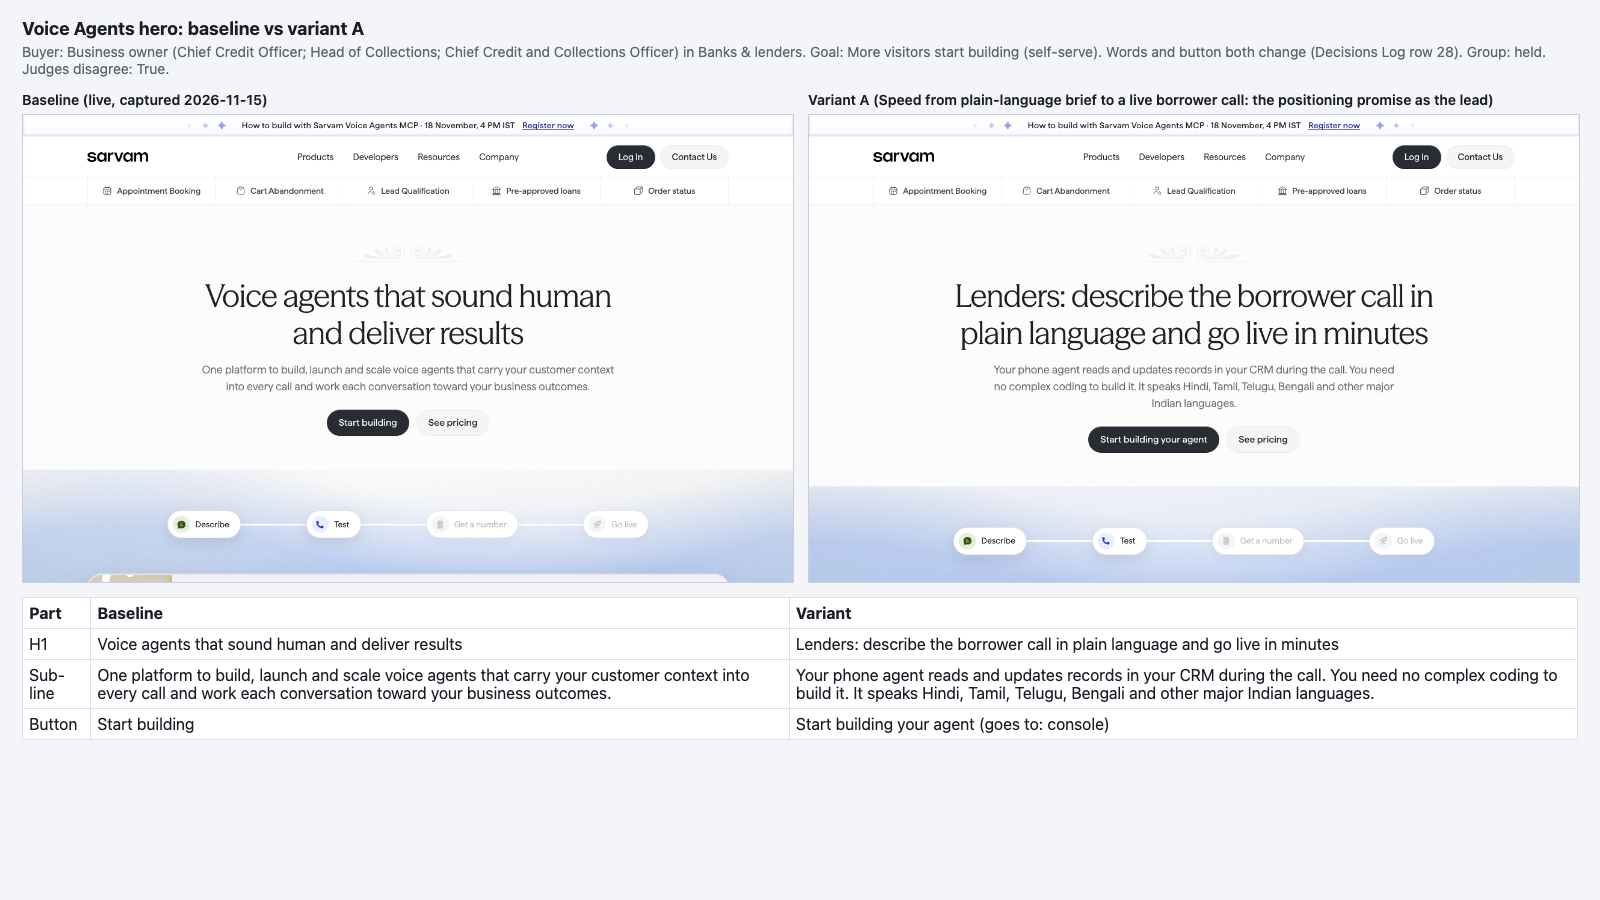 Voice Agents hero: baseline vs variant A
Buyer: Business owner (Chief Credit Officer; Head of Collections; Chief Credit and Collections Officer) in Banks & lenders. Goal: More visitors start building (self-serve). Words and button both change (Decisions Log row 28). Group: held.
Judges disagree: True.
Baseline (live, captured 2026-11-15)
How to build with Sarvam Voice Agents MCP · 18 November, 4 PM IST Register now
sarvam Products Developers Resources Company Log In Contact Us
Appointment Booking Cart Abandonment Lead Qualification Pre-approved loans Order status
Voice agents that sound human
and deliver results
One platform to build, launch and scale voice agents that carry your customer context
into every call and work each conversation toward your business outcomes.
Start building See pricing
Describe Test Get a number Go live
Variant A (Speed from plain-language brief to a live borrower call: the positioning promise as the lead)
How to build with Sarvam Voice Agents MCP · 18 November, 4 PM IST Register now
sarvam Products Developers Resources Company Log In Contact Us
Appointment Booking Cart Abandonment Lead Qualification Pre-approved loans Order status
Lenders: describe the borrower call in
plain language and go live in minutes
Your phone agent reads and updates records in your CRM during the call. You need
no complex coding to build it. It speaks Hindi, Tamil, Telugu, Bengali and other major
Indian languages.
Start building your agent See pricing
Describe Test Get a number Go live
Part Baseline Variant
H1 Voice agents that sound human and deliver results Lenders: describe the borrower call in plain language and go live in minutes
Sub-
line
One platform to build, launch and scale voice agents that carry your customer context into
every call and work each conversation toward your business outcomes.
Your phone agent reads and updates records in your CRM during the call. You need no complex coding to
build it. It speaks Hindi, Tamil, Telugu, Bengali and other major Indian languages.
Button Start building Start building your agent (goes to: console)